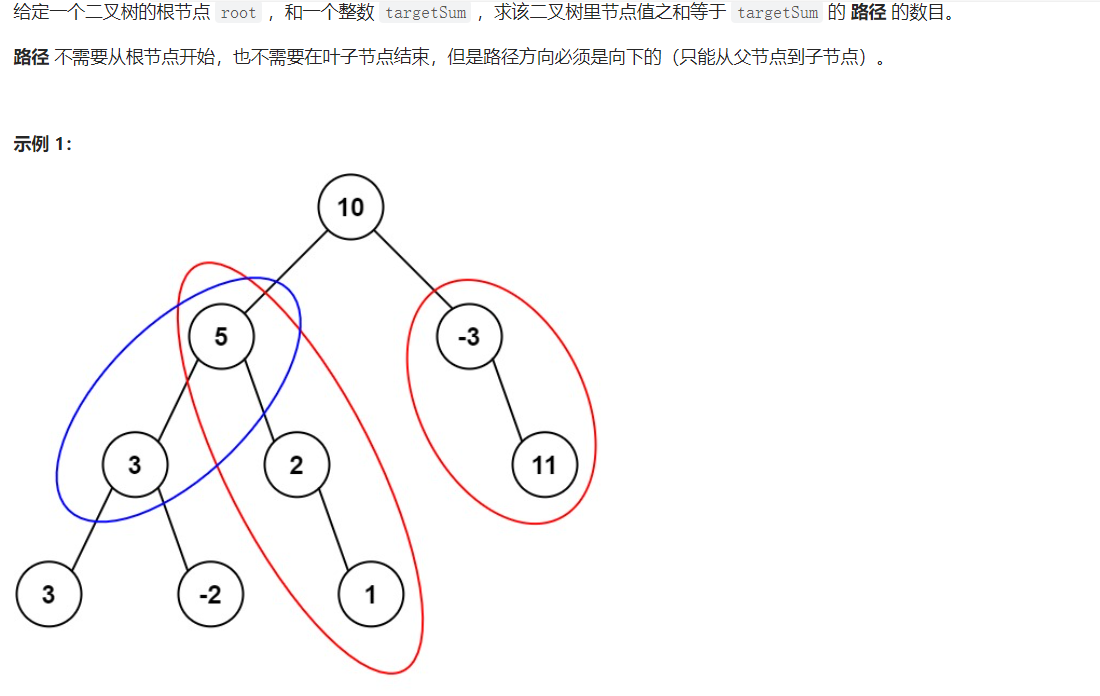 给定一个二叉树的根节点 root ，和一个整数 targetSum ，求该二叉树里节点值之和等于 targetSum 的 路径 的数目。
路径 不需要从根节点开始，也不需要在叶子节点结束，但是路径方向必须是向下的（只能从父节点到子节点）。
示例 1：
10
5 -3
3 2 11
3 -2 1